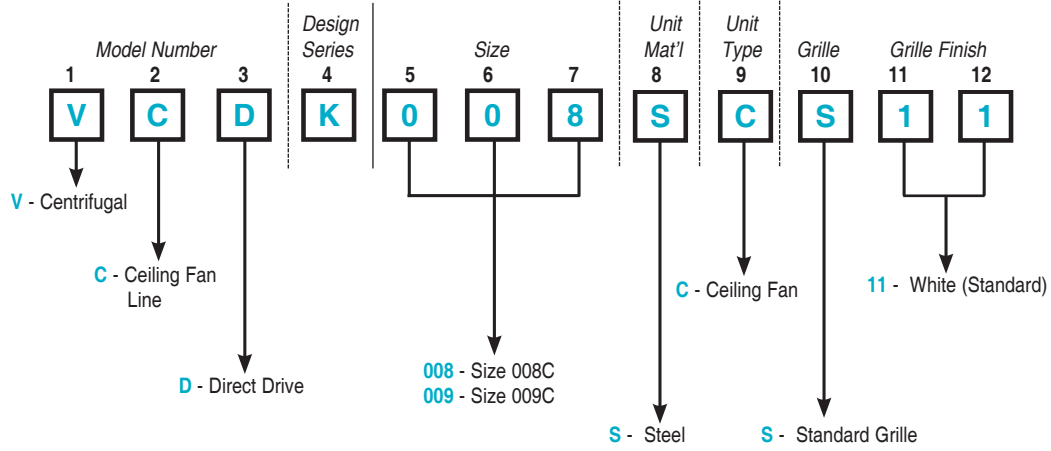 Model Number
Design
Series
Size
Unit
Mat'l
Unit
Type
Grille
Grille Finish
1 2 3 4 5 6 7 8 9 10 11 12
V C D K 0 0 8 S C S 1 1
V - Centrifugal
C - Ceiling Fan
Line
D - Direct Drive
008 - Size 008C
009 - Size 009C
S - Steel
C - Ceiling Fan
S - Standard Grille
11 - White (Standard)